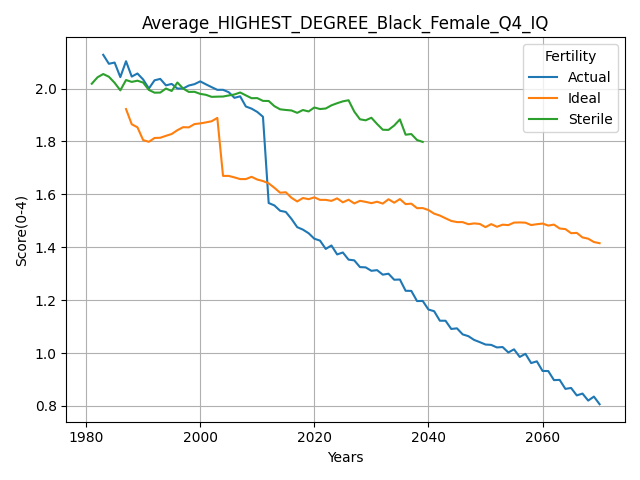 Average_HIGHEST_DEGREE_Black_Female_Q4_IQ
Fertility
Actual
Ideal
Sterile
Score(0-4)
2.0
1.8
1.6
1.4
1.2
1.0
0.8
1980 2000 2020 2040 2060
Years